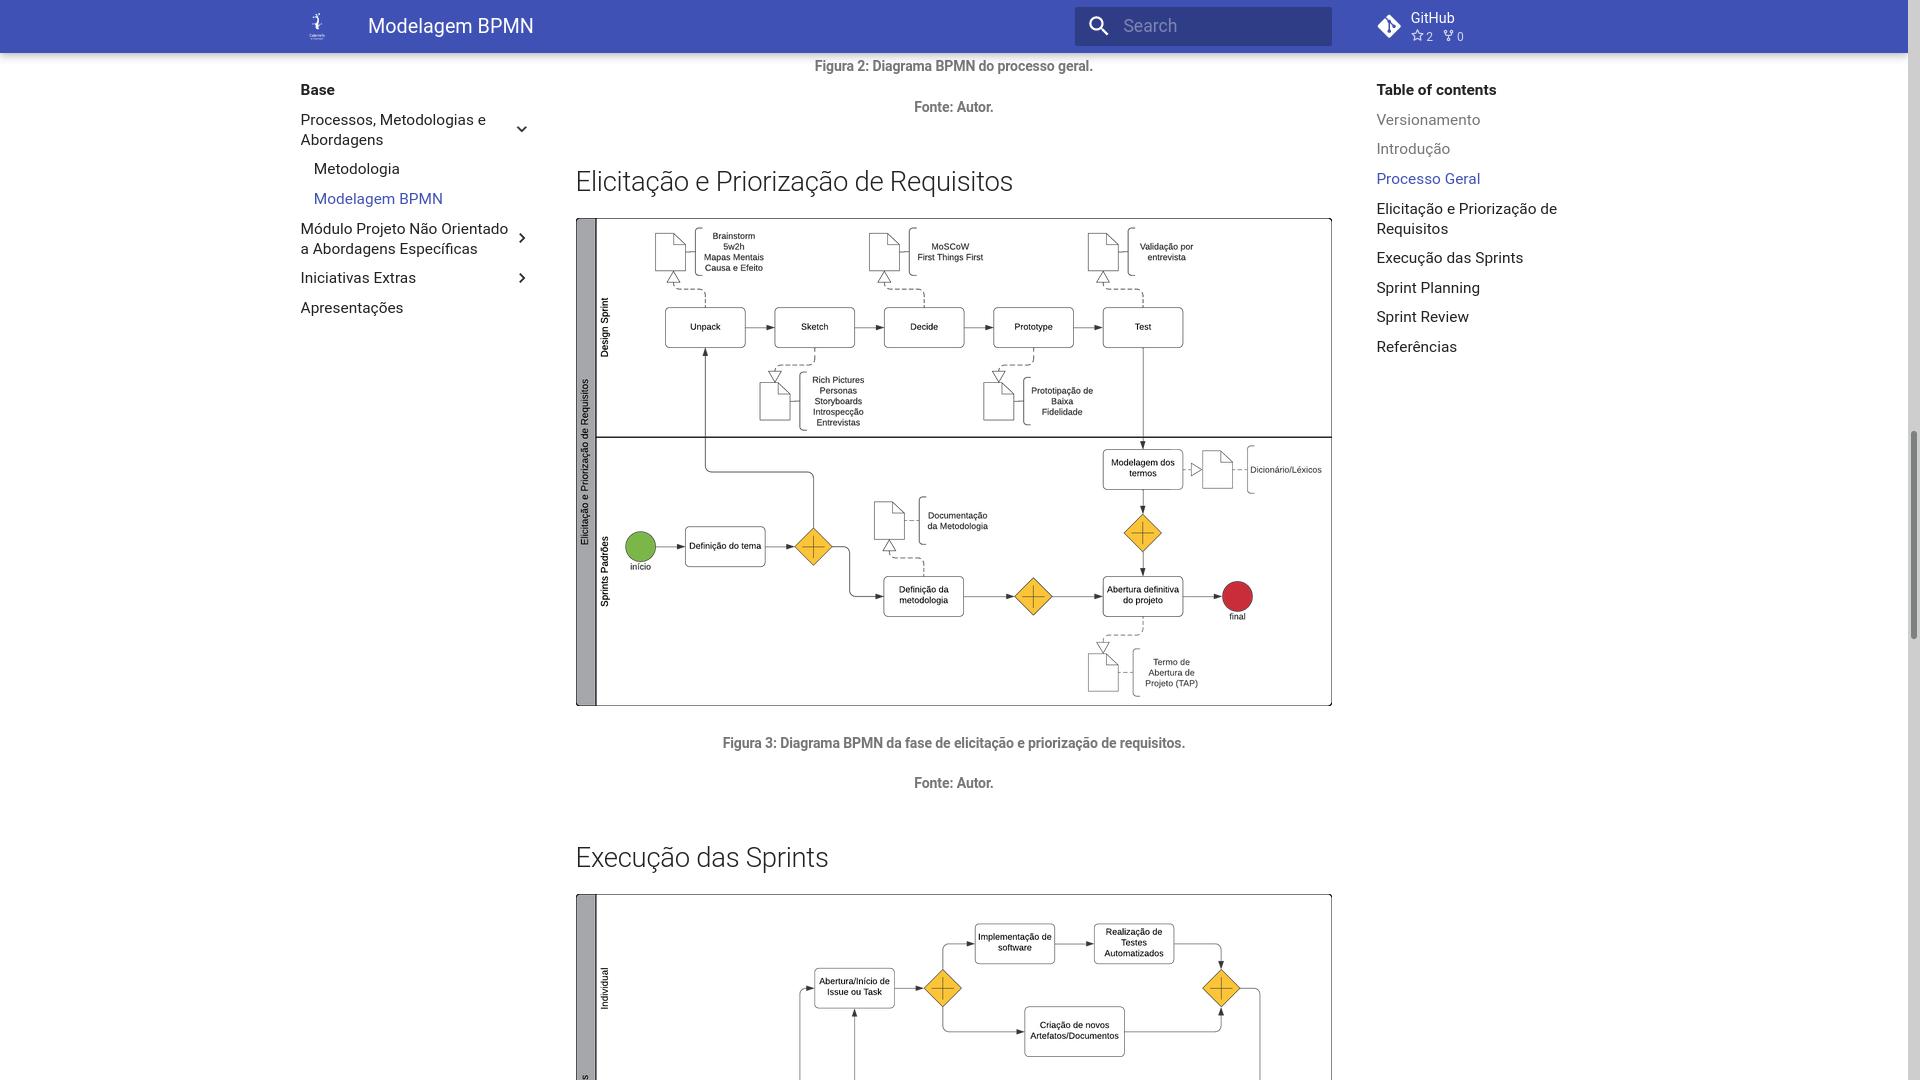 Modelagem BPMN
Search
GitHub
2
0
Base
Processos, Metodologias e
Abordagens
Metodologia
Modelagem BPMN
Módulo Projeto Não Orientado
a Abordagens Específicas
Iniciativas Extras
Apresentações
Figura 2: Diagrama BPMN do processo geral.
Fonte: Autor.
Elicitação e Priorização de Requisitos
Elicitação e Priorização de Requisitos
Design Sprint
Brainstorm
5w2h
Mapas Mentais
Causa e Efeito
MoSCoW
First Things First
Validação por
entrevista
Unpack
Sketch
Decide
Prototype
Test
Rich Pictures
Personas
Storyboards
Introspecção
Entrevistas
Prototipação de
Baixa
Fidelidade
Sprints Padrões
Modelagem dos
termos
Dicionário/Léxicos
Documentação
da Metodologia
início
Definição do tema
Definição da
metodologia
Abertura definitiva
do projeto
final
Termo de
Abertura de
Projeto (TAP)
Figura 3: Diagrama BPMN da fase de elicitação e priorização de requisitos.
Fonte: Autor.
Execução das Sprints
Individual
Implementação de
software
Realização de
Testes
Automatizados
Abertura/Início de
Issue ou Task
Criação de novos
Artefatos/Documentos
Table of contents
Versionamento
Introdução
Processo Geral
Elicitação e Priorização de
Requisitos
Execução das Sprints
Sprint Planning
Sprint Review
Referências